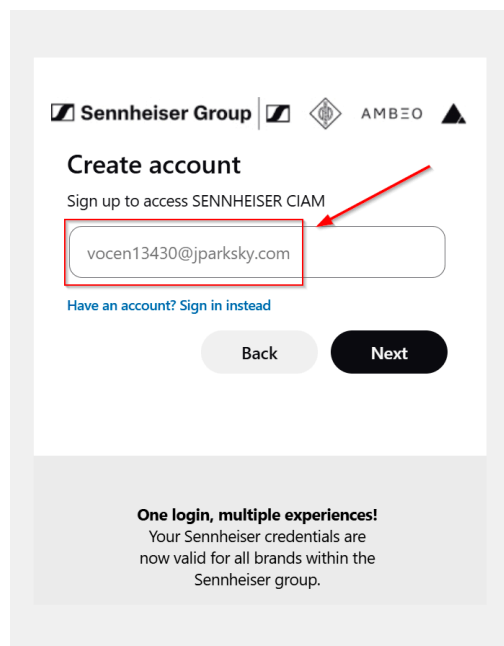 Sennheiser Group
AMBEO
Create account
Sign up to access SENNHEISER CIAM
vocen13430@jparksky.com
Have an account? Sign in instead
Back
Next
One login, multiple experiences!
Your Sennheiser credentials are
now valid for all brands within the
Sennheiser group.